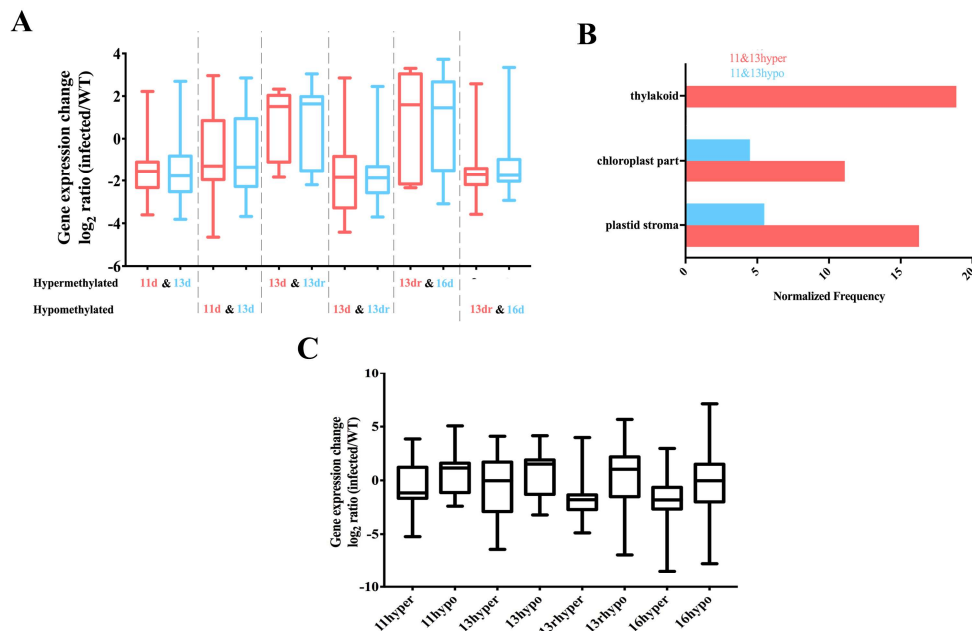 A
Gene expression change
log2 ratio (infected/WT)
4
2
0
-2
-4
-6
Hypermethylated 11d & 13d 13d & 13dr 13dr & 16d -
Hypomethylated 11d & 13d 13d & 13dr 13dr & 16d
B
11&13hyper
11&13hypo
thylakoid
chloroplast part
plastid stroma
0 5 10 15 20
Normalized Frequency
C
Gene expression change
log2 ratio (infected/WT)
10
5
0
-5
-10
11hyper 11hypo 13hyper 13hypo 13rhyper 13rhypo 16hyper 16hypo